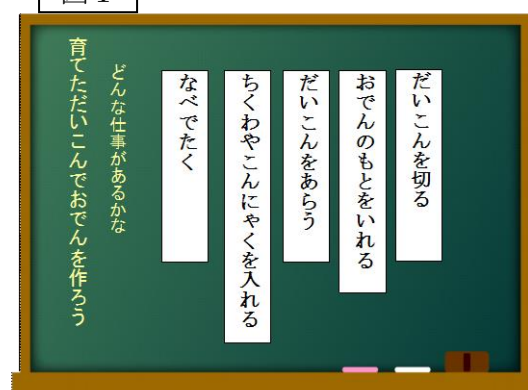 だいこんを切る
おでんのもとをいれる
だいこんをあらう
ちくわやこんにゃくを入れる
なべでたく
どんな仕事があるかな
育てただいこんでおでんを作ろう